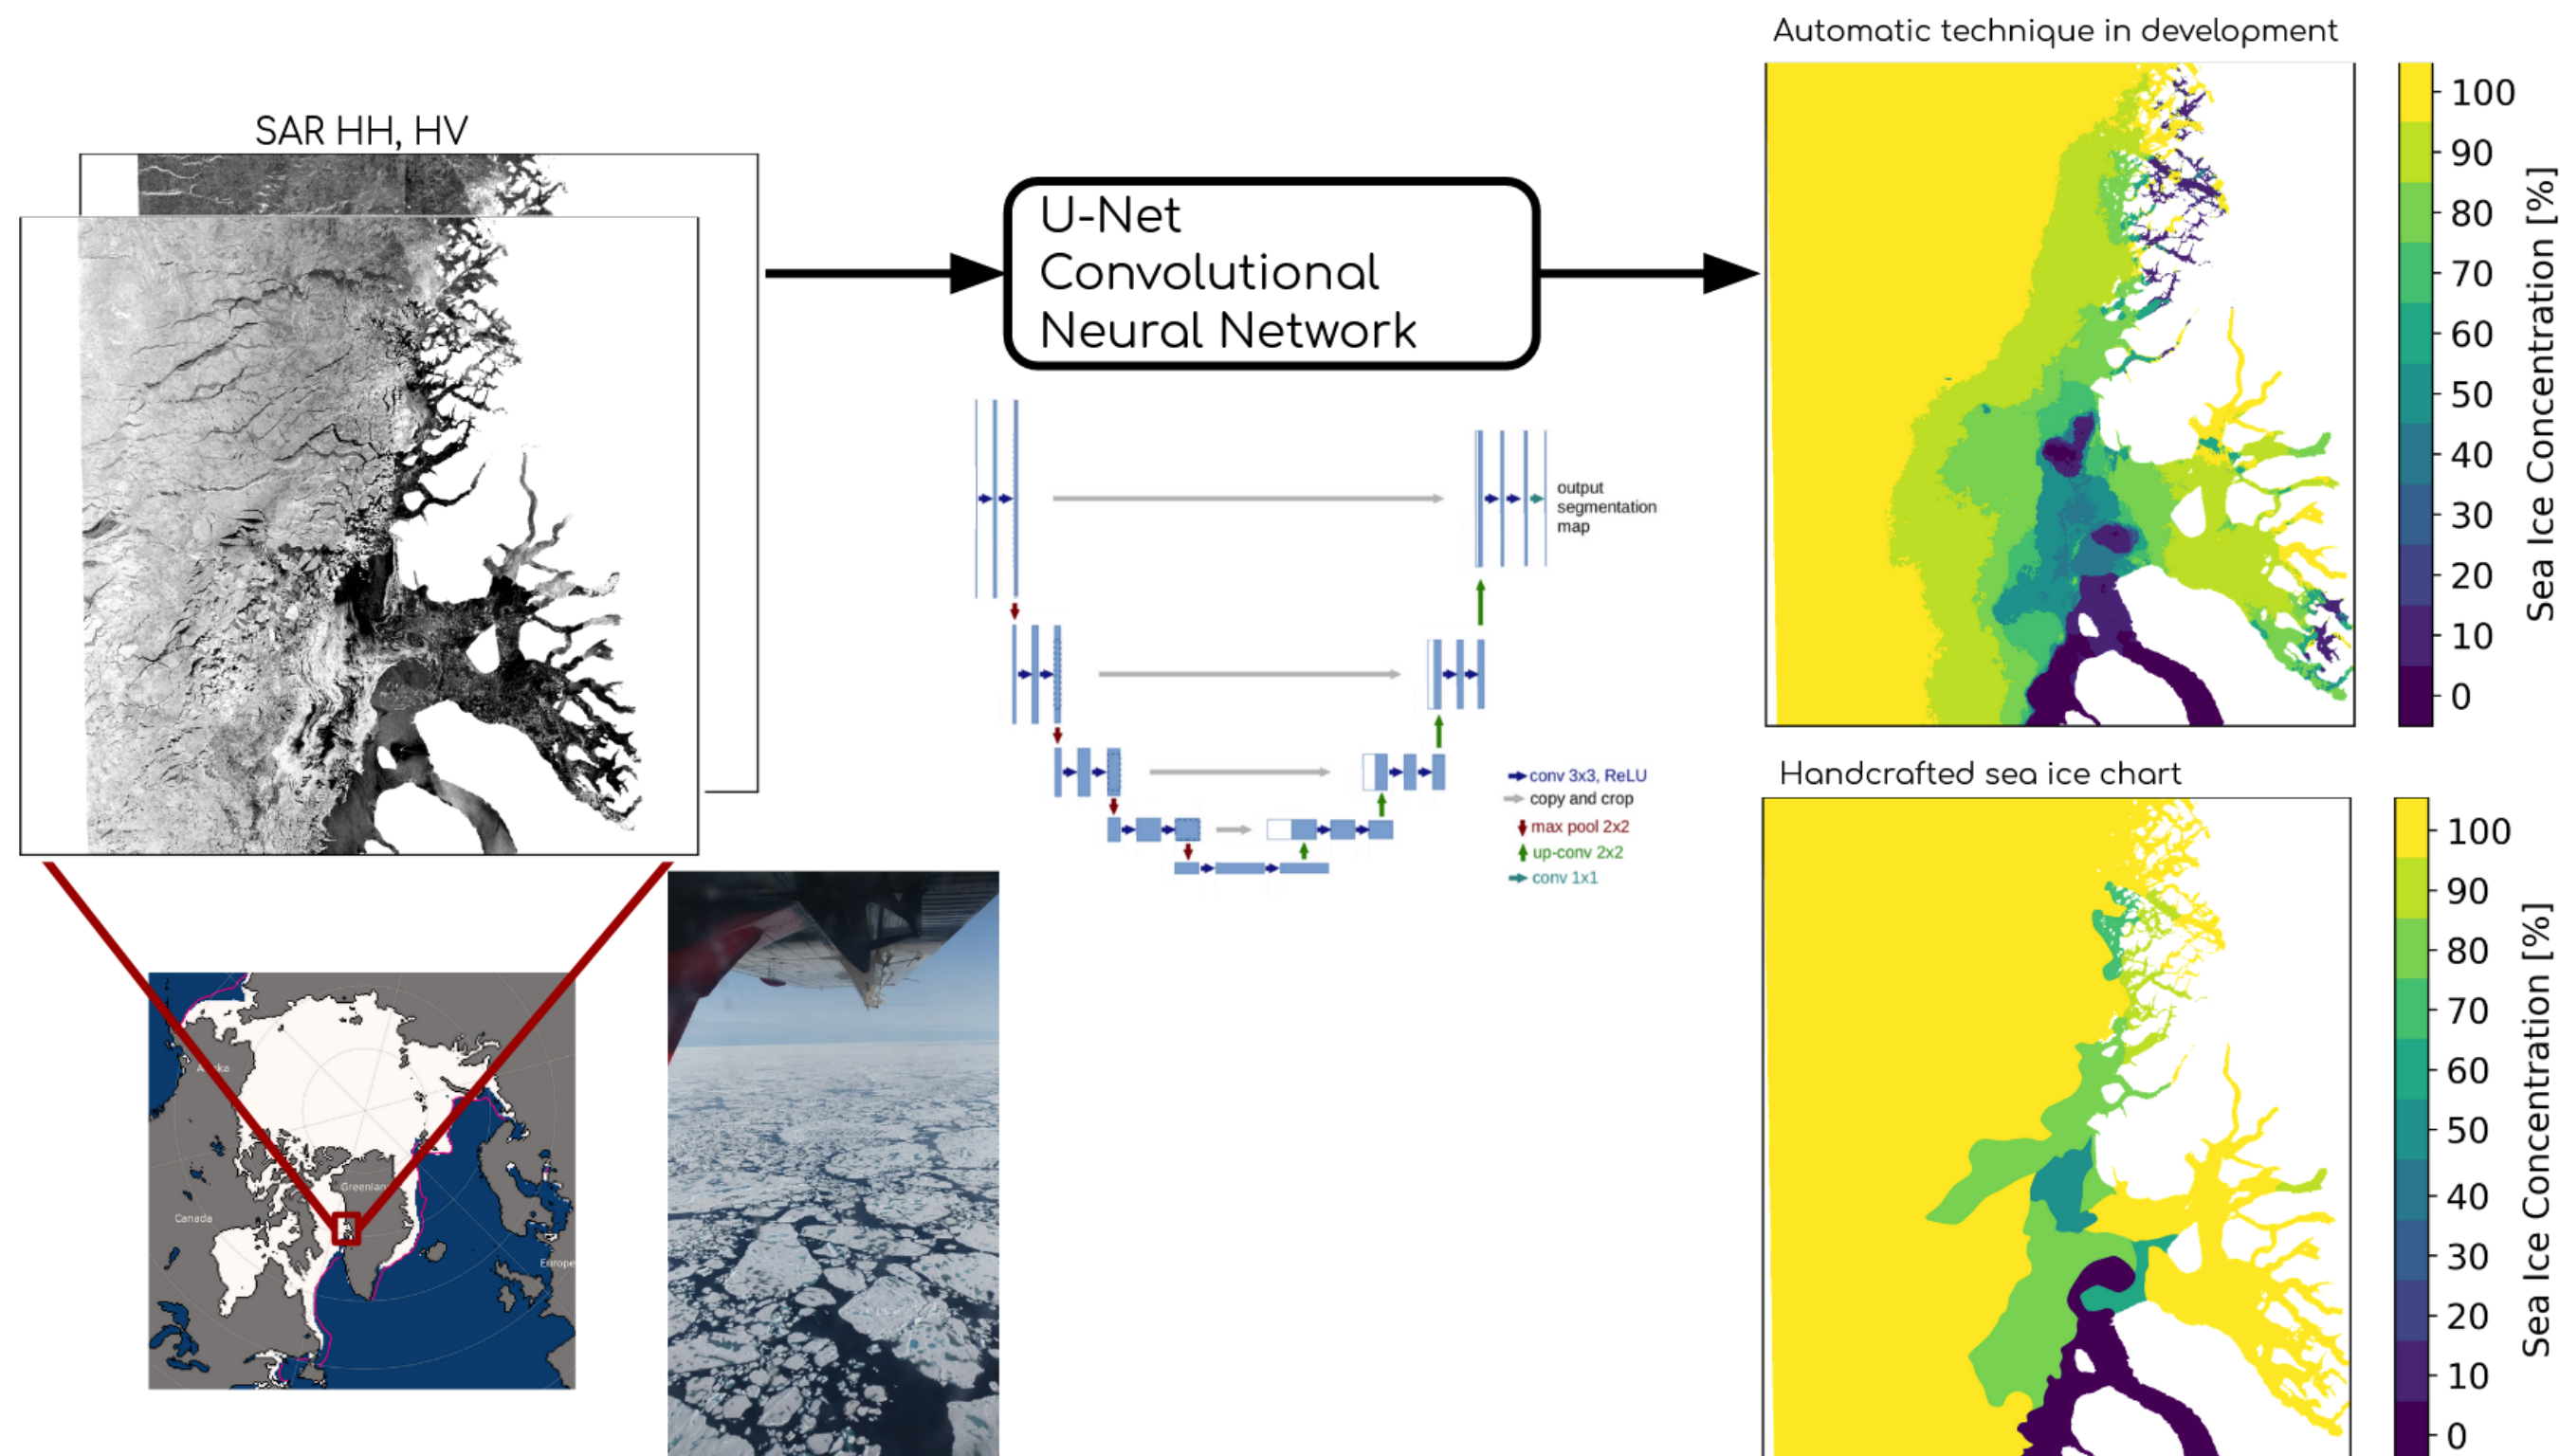 Automatic technique in development
SAR HH, HV
U-Net
Convolutional
Neural Network
100
90
80
70
60
50
40
30
20
10
0
Sea Ice Concentration [%]
output
segmentation
map
conv 3x3, ReLU
copy and crop
max pool 2x2
up-conv 2x2
conv 1x1
Handcrafted sea ice chart
100
90
80
70
60
50
40
30
20
10
0
Sea Ice Concentration [%]
Greenlan
Canada
Europe